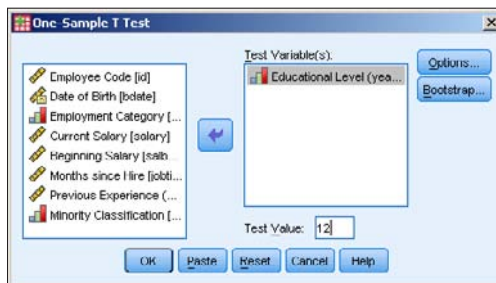 One-Sample T Test
Employee Code [id]
Date of Birth [bdate]
Employment Category [...
Current Salary [salary]
Beginning Salary [salb...
Months since Hire [jobti...
Previous Experience (...
Minority Classification [...
Test Variable(s):
Educational Level (yea...
Options...
Bootstrap...
Test Value: 12
OK Paste Reset Cancel Help